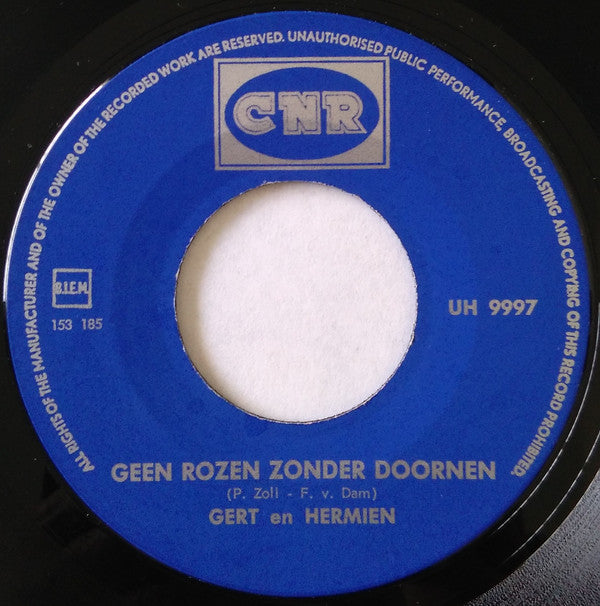 ALL RIGHTS OF THE MANUFACTURER AND OF THE OWNER OF THE RECORDED WORK ARE RESERVED. UNAUTHORISED PUBLIC PERFORMANCE, BROADCASTING AND COPYING OF THIS RECORD PROHIBITED.
CNR
B.I.E.M.
153 185
UH 9997
GEEN ROZEN ZONDER DOORNEN
(P. Zoll - F. v. Dam)
GERT en HERMIEN